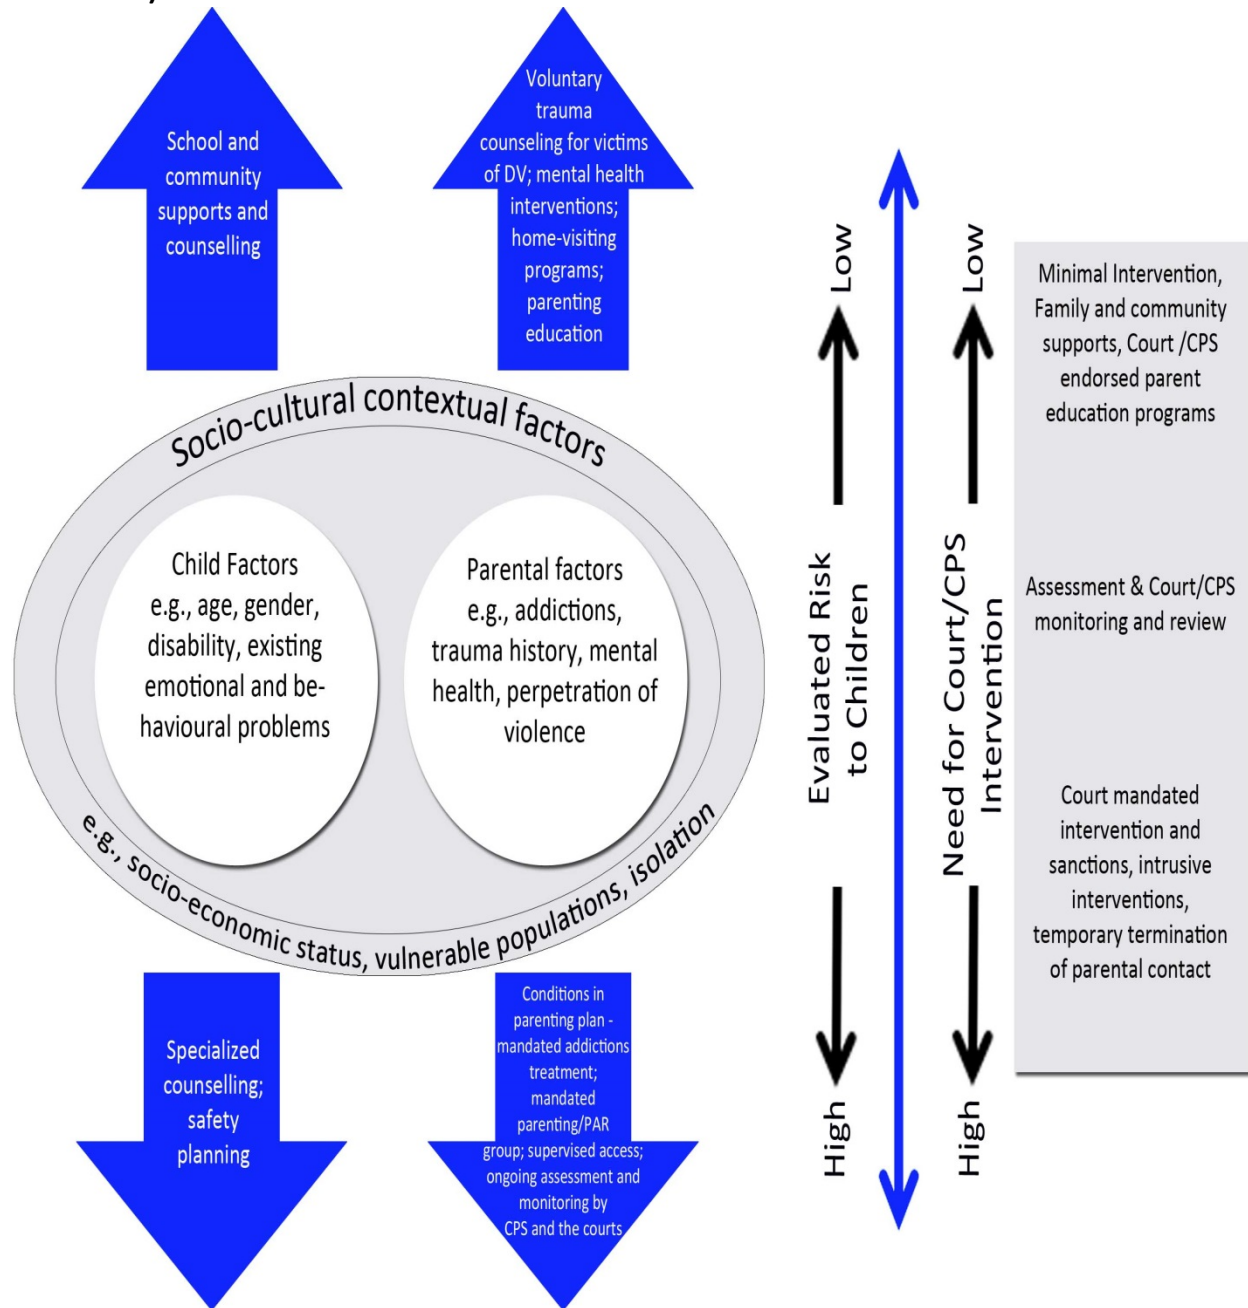 School and
community
supports and
counselling
Voluntary
trauma
counseling for victims
of DV; mental health
interventions;
home-visiting
programs;
parenting
education
Socio-cultural contextual factors
Child Factors
e.g., age, gender,
disability, existing
emotional and be-
havioural problems
Parental factors
e.g., addictions,
trauma history, mental
health, perpetration of
violence
e.g., socio-economic status, vulnerable populations, isolation
Specialized
counselling;
safety
planning
Conditions in
parenting plan -
mandated addictions
treatment;
mandated
parenting/PAR
group; supervised access;
ongoing assessment and
monitoring by
CPS and the courts
Low
Evaluated Risk
to Children
High
Low
Need for Court/CPS
Intervention
High
Minimal Intervention,
Family and community
supports, Court /CPS
endorsed parent
education programs
Assessment & Court/CPS
monitoring and review
Court mandated
intervention and
sanctions, intrusive
interventions,
temporary termination
of parental contact